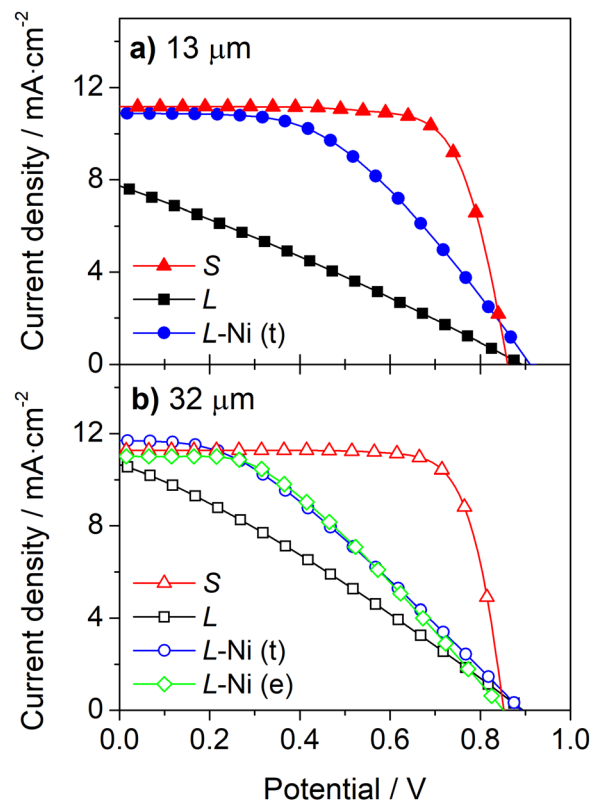 a) 13 μm
12
8
4
0
Current density / mA·cm⁻²
S
L
L-Ni (t)
b) 32 μm
12
8
4
0
Current density / mA·cm⁻²
S
L
L-Ni (t)
L-Ni (e)
0.0 0.2 0.4 0.6 0.8 1.0
Potential / V